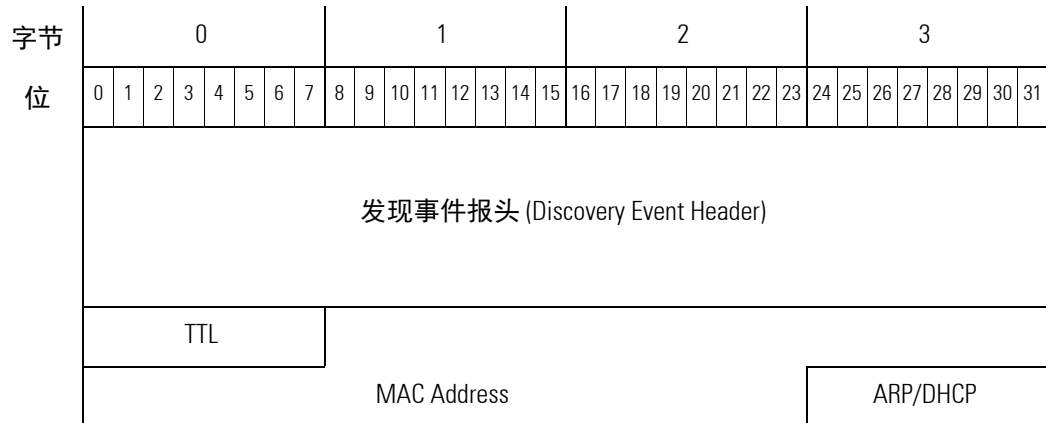 字节 0 1 2 3
位 0 1 2 3 4 5 6 7 8 9 10 11 12 13 14 15 16 17 18 19 20 21 22 23 24 25 26 27 28 29 30 31
发现事件报头 (Discovery Event Header)
TTL
MAC Address ARP/DHCP